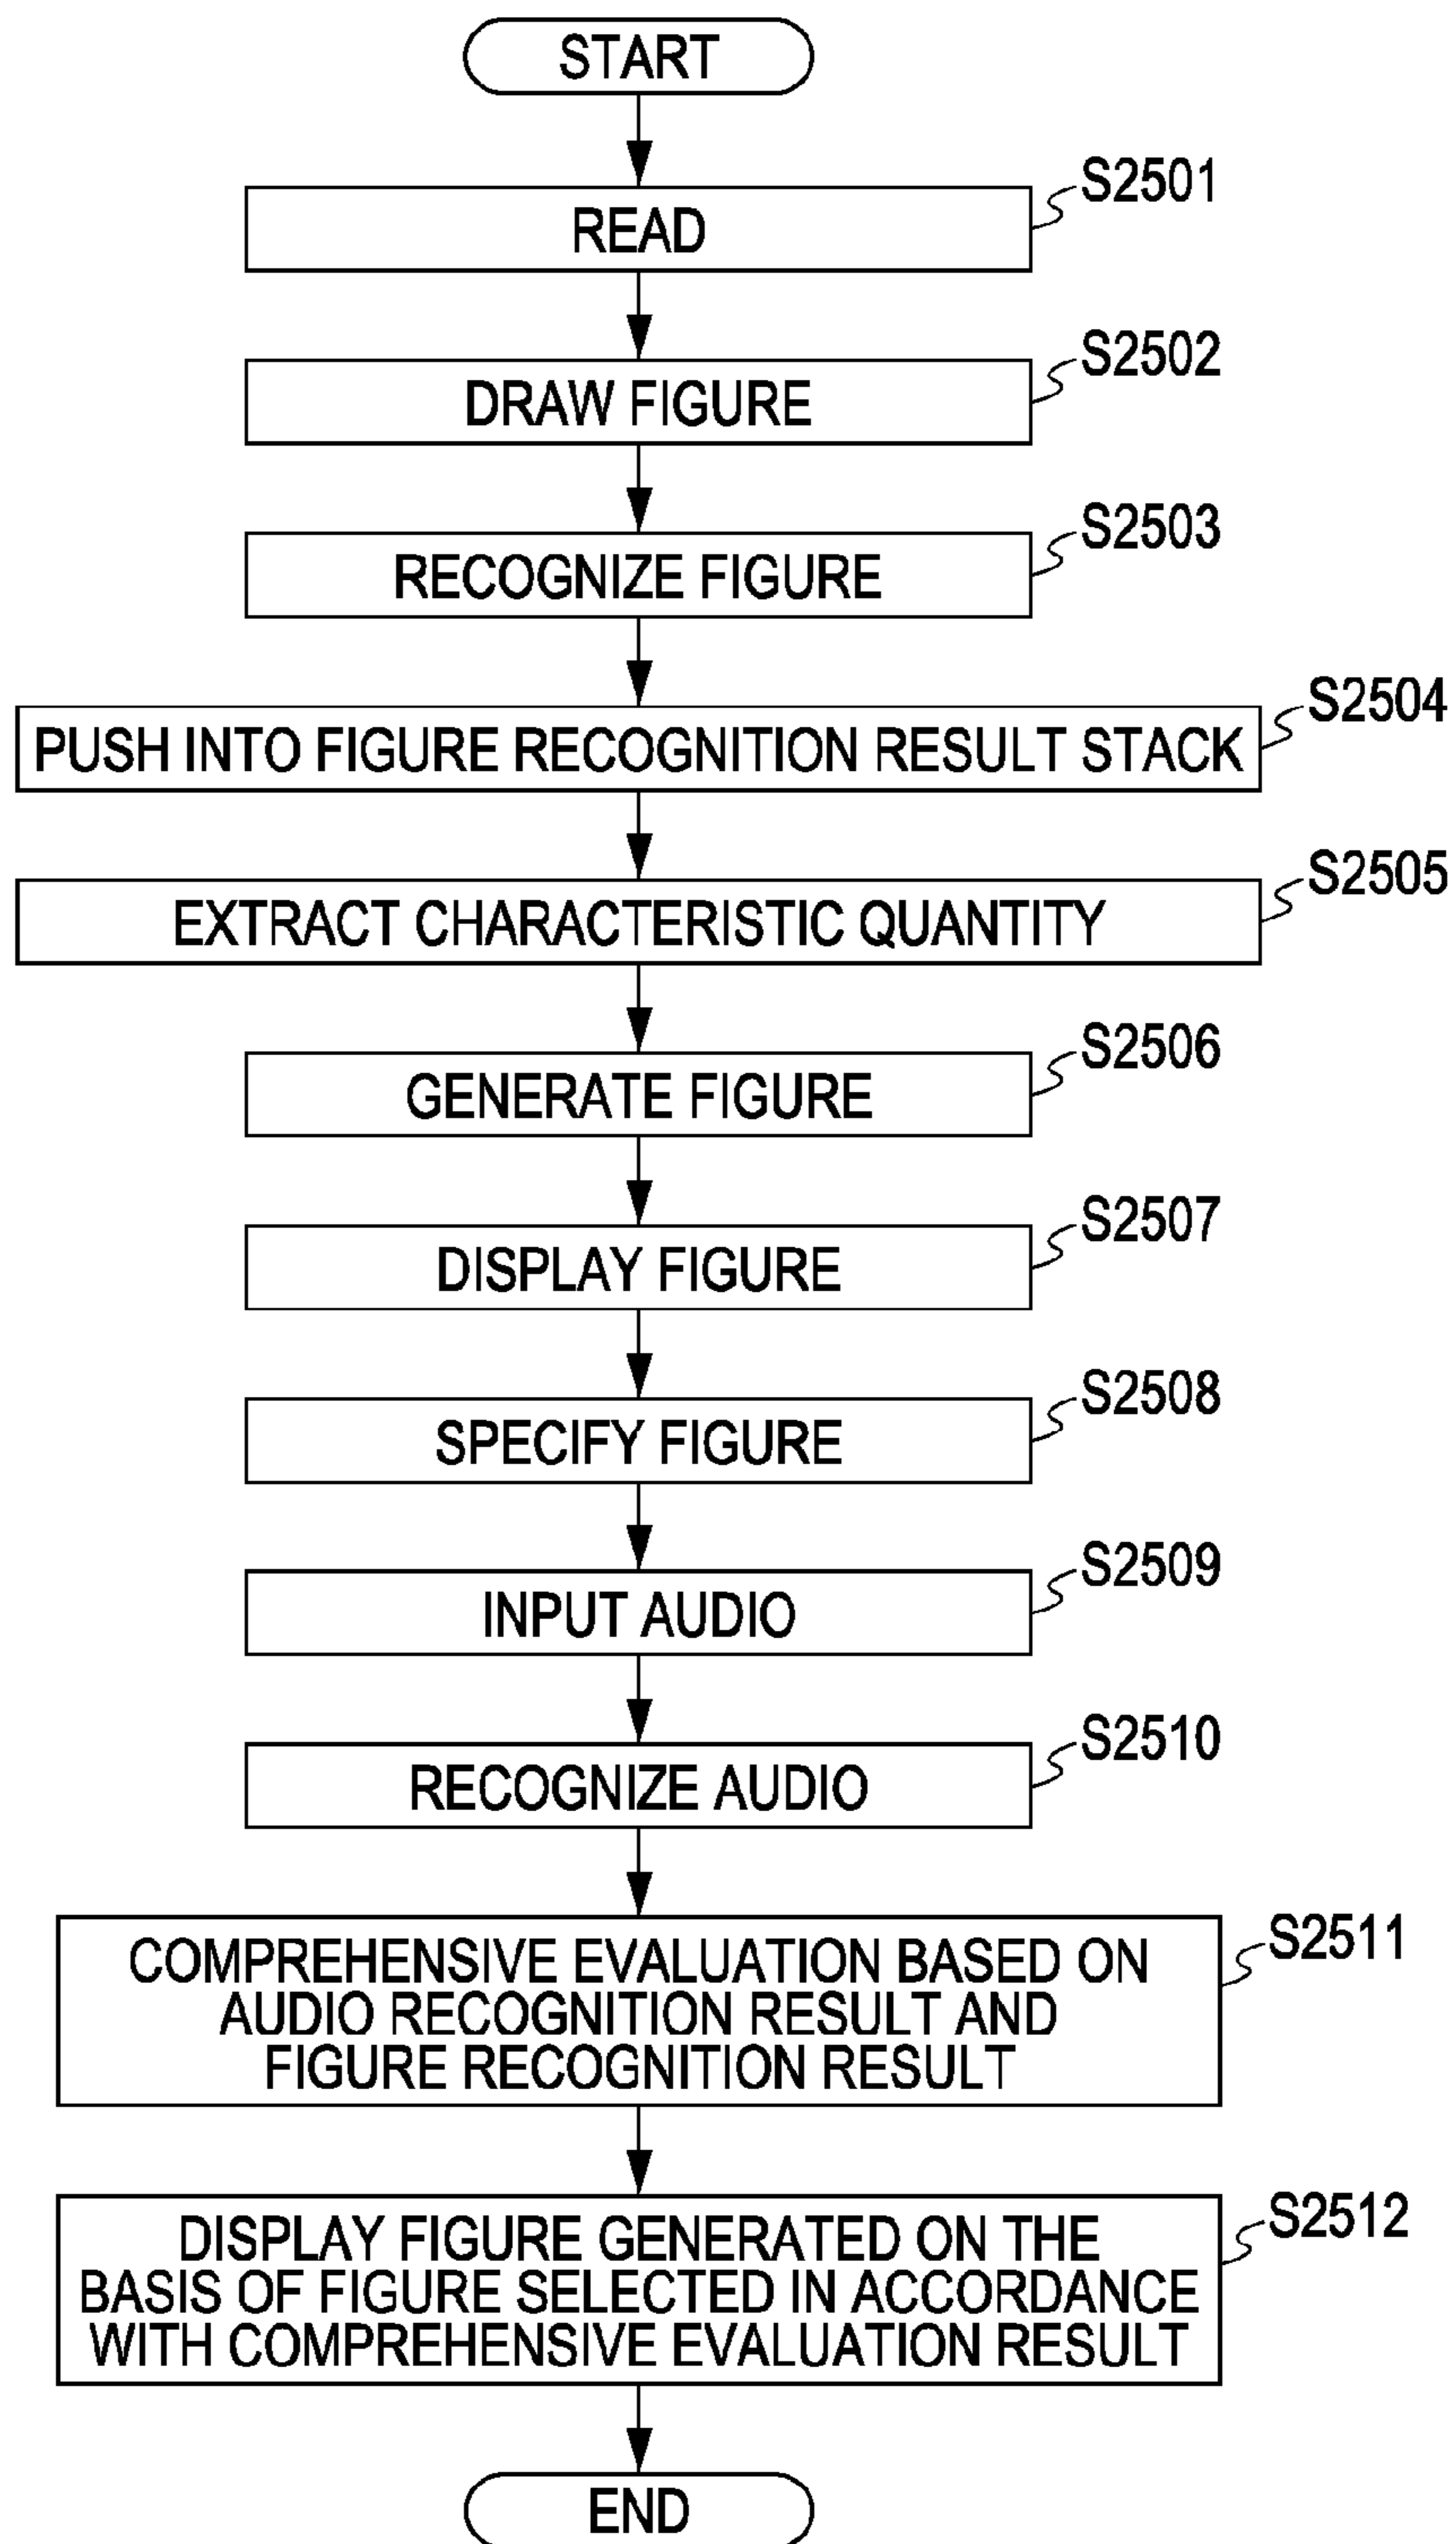 START
S2501
READ
S2502
DRAW FIGURE
S2503
RECOGNIZE FIGURE
S2504
PUSH INTO FIGURE RECOGNITION RESULT STACK
S2505
EXTRACT CHARACTERISTIC QUANTITY
S2506
GENERATE FIGURE
S2507
DISPLAY FIGURE
S2508
SPECIFY FIGURE
S2509
INPUT AUDIO
S2510
RECOGNIZE AUDIO
S2511
COMPREHENSIVE EVALUATION BASED ON
AUDIO RECOGNITION RESULT AND
FIGURE RECOGNITION RESULT
S2512
DISPLAY FIGURE GENERATED ON THE
BASIS OF FIGURE SELECTED IN ACCORDANCE
WITH COMPREHENSIVE EVALUATION RESULT
END